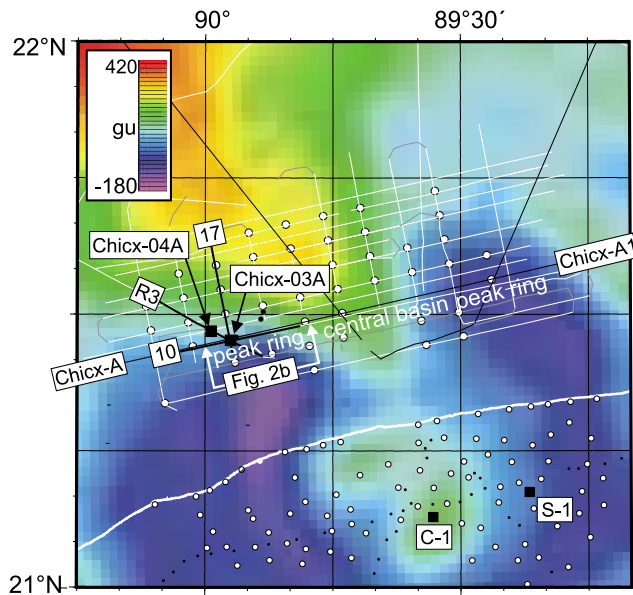 90°
89°30´
22°N
420
gu
-180
17
Chicx-04A
Chicx-03A
Chicx-A1
R3
central basin
peak ring
peak ring
10
Chicx-A
Fig. 2b
S-1
C-1
21°N